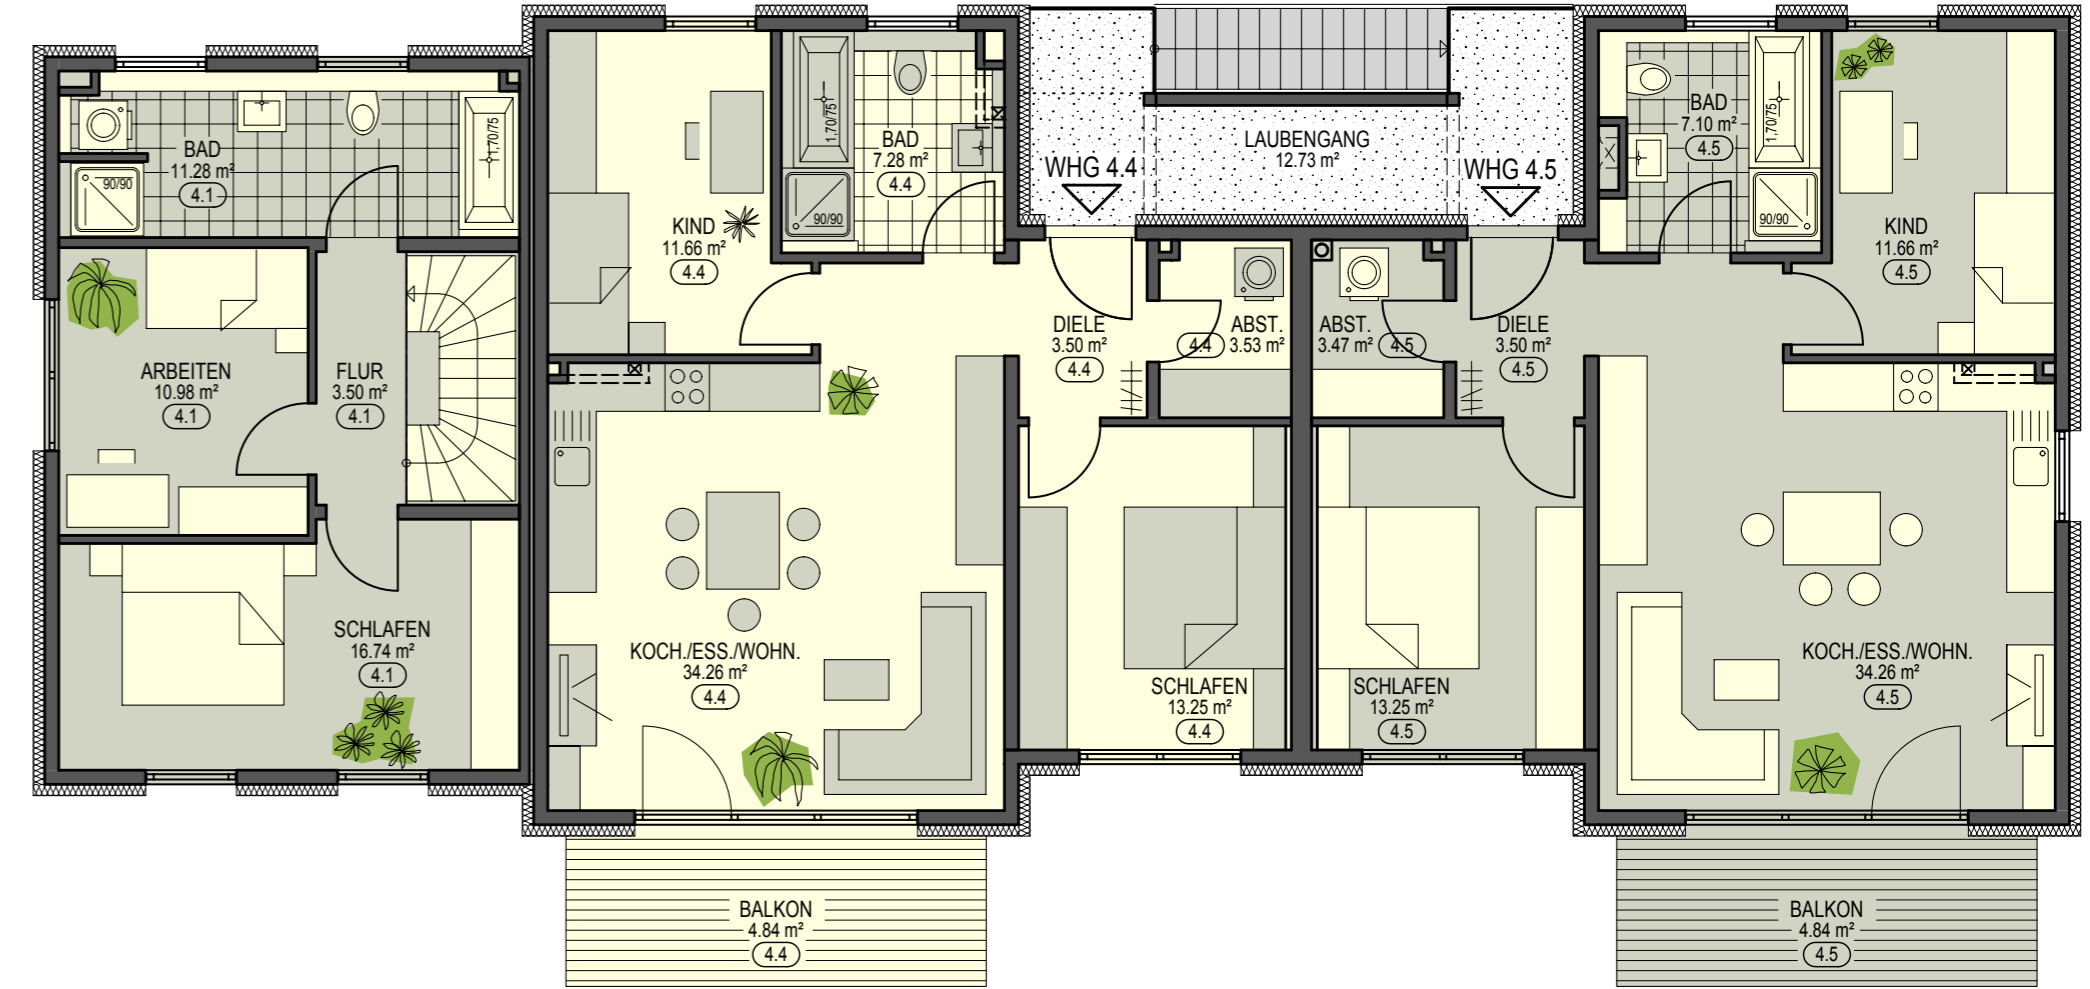 BAD
11.28 m²
4.1
90/90
1,70/75
ARBEITEN
10.98 m²
4.1
FLUR
3.50 m²
4.1
SCHLAFEN
16.74 m²
4.1
KIND
11.66 m²
4.4
1,70/75
90/90
BAD
7.28 m²
4.4
WHG 4.4
LAUBENGANG
12.73 m²
WHG 4.5
DIELE
3.50 m²
4.4
ABST.
4.4 3.53 m²
ABST.
3.47 m² 4.5
DIELE
3.50 m²
4.5
KOCH./ESS./WOHN.
34.26 m²
4.4
SCHLAFEN
13.25 m²
4.4
SCHLAFEN
13.25 m²
4.5
BAD
7.10 m²
4.5
1,70/75
90/90
KIND
11.66 m²
4.5
KOCH./ESS./WOHN.
34.26 m²
4.5
BALKON
4.84 m²
4.4
BALKON
4.84 m²
4.5